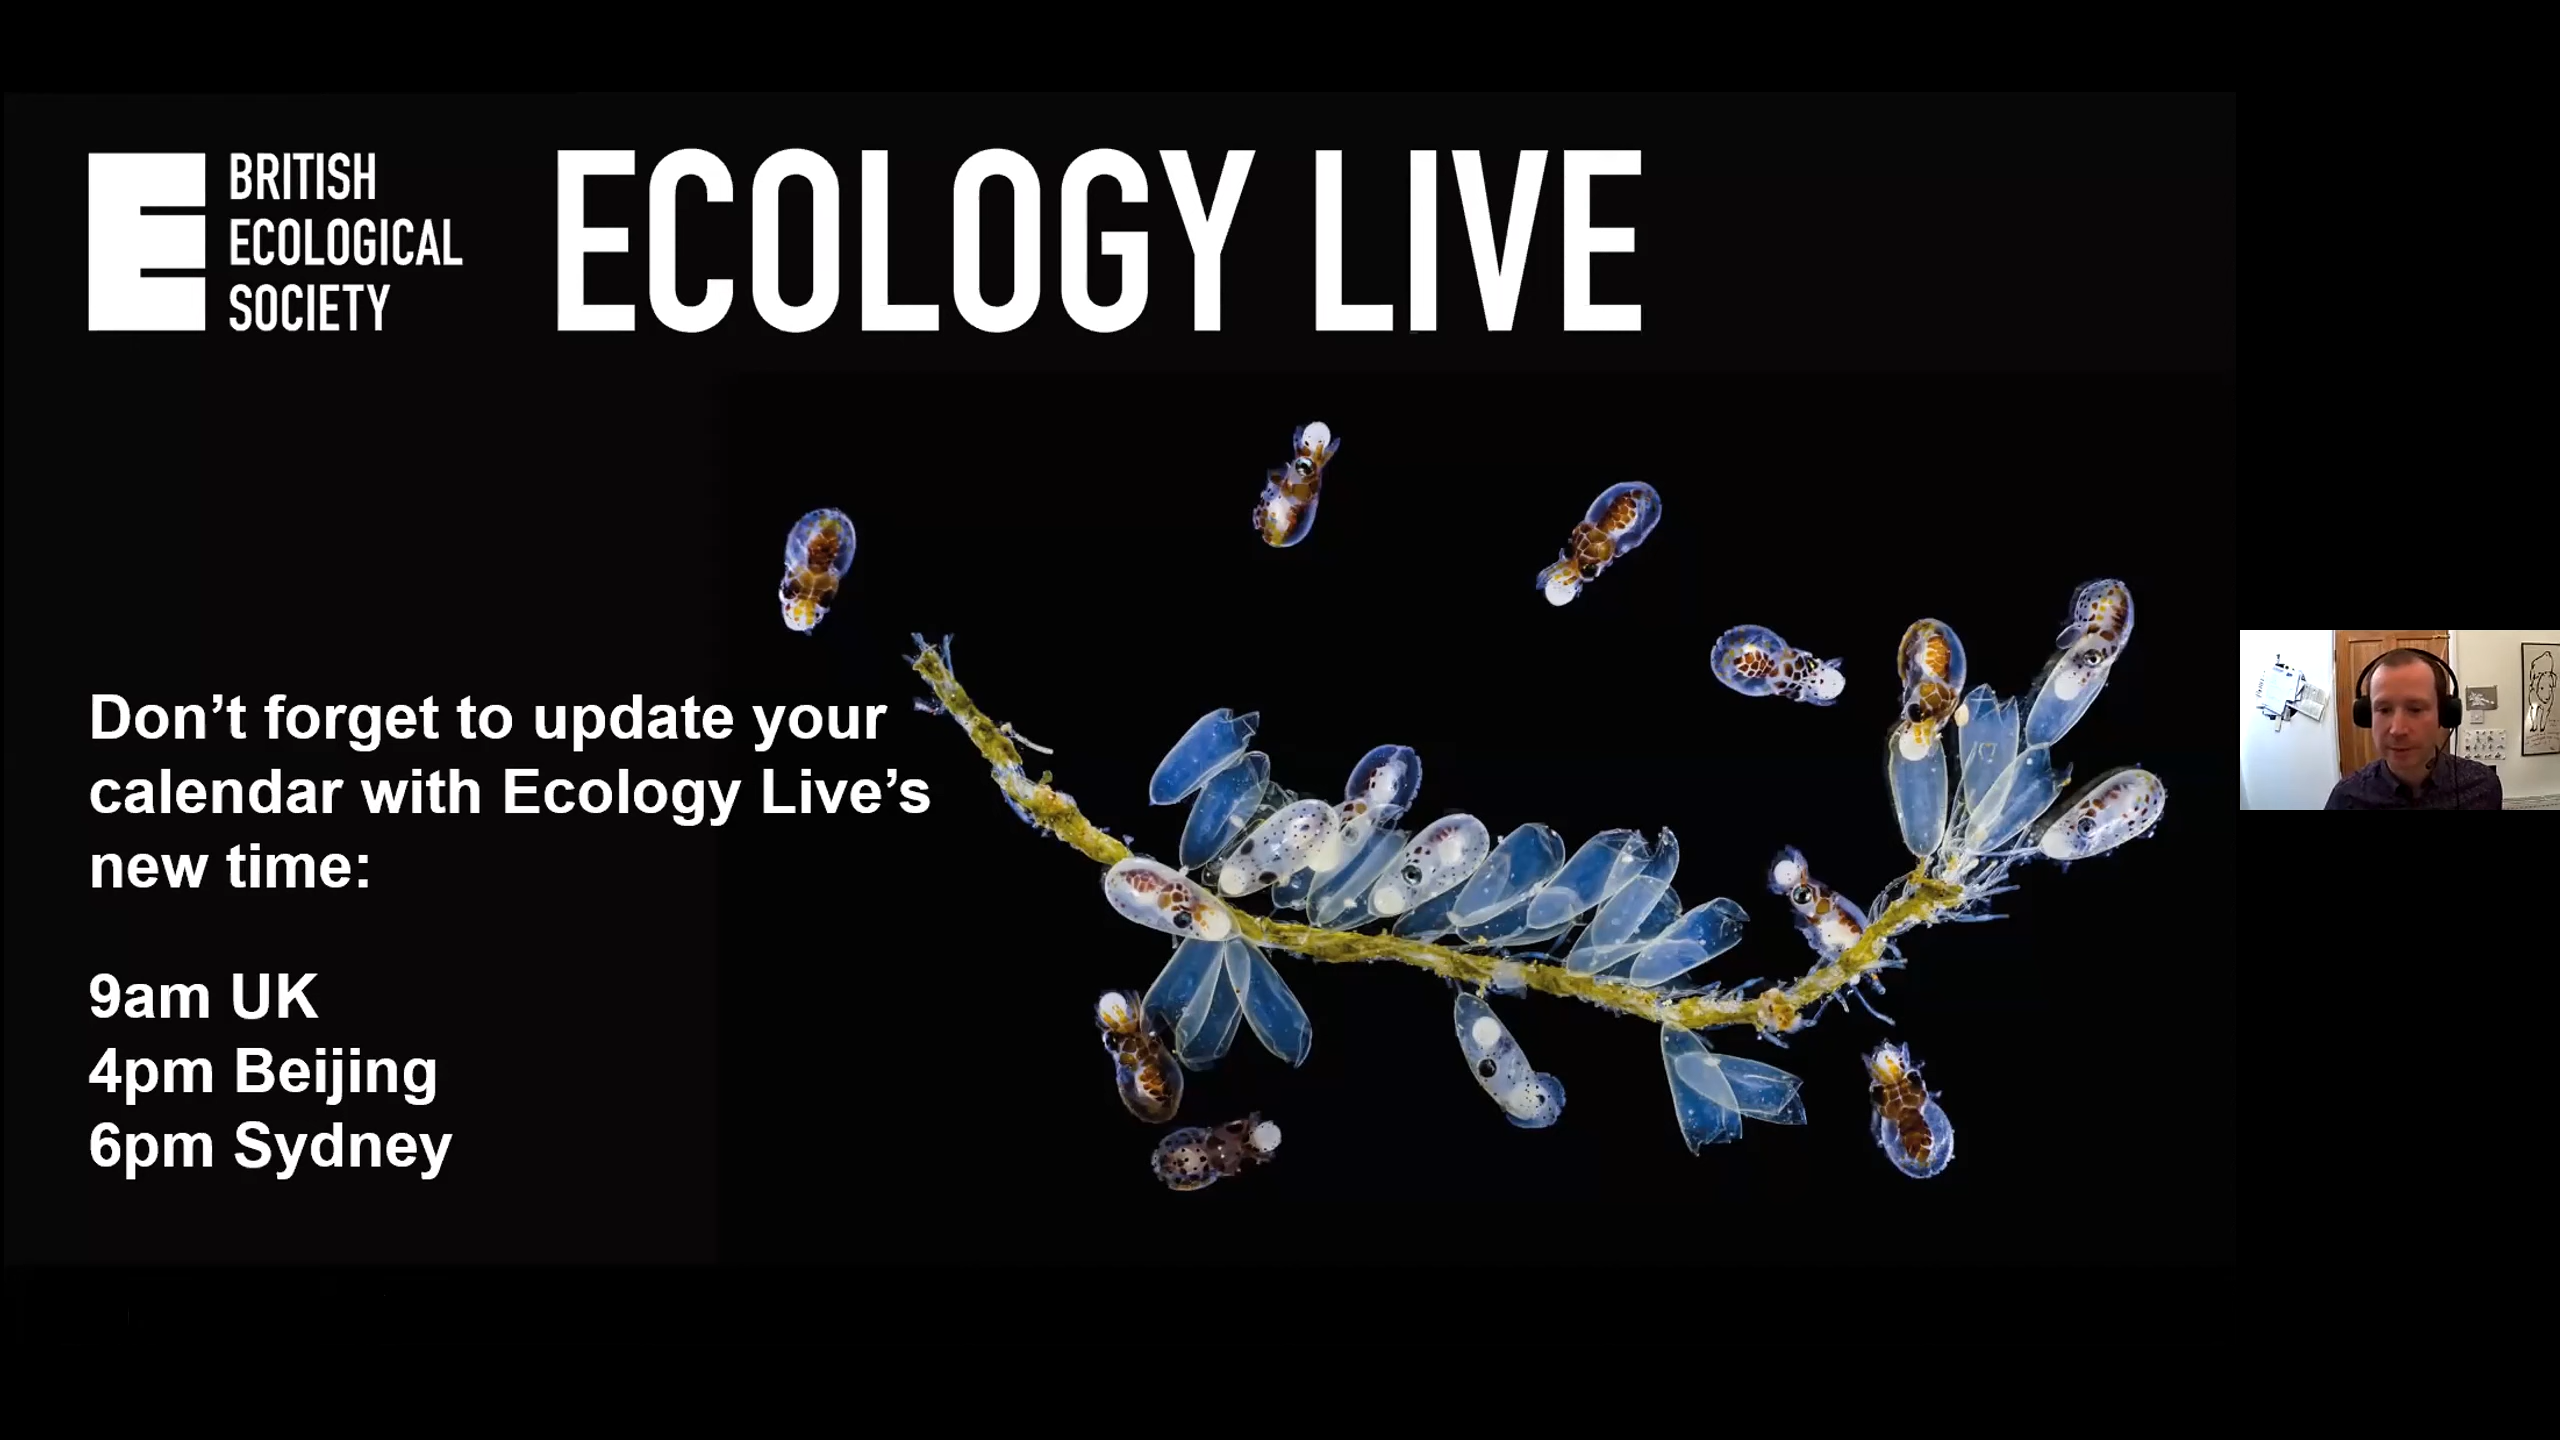 BRITISH
ECOLOGICAL
SOCIETY
ECOLOGY LIVE
Don’t forget to update your
calendar with Ecology Live’s
new time:
9am UK
4pm Beijing
6pm Sydney